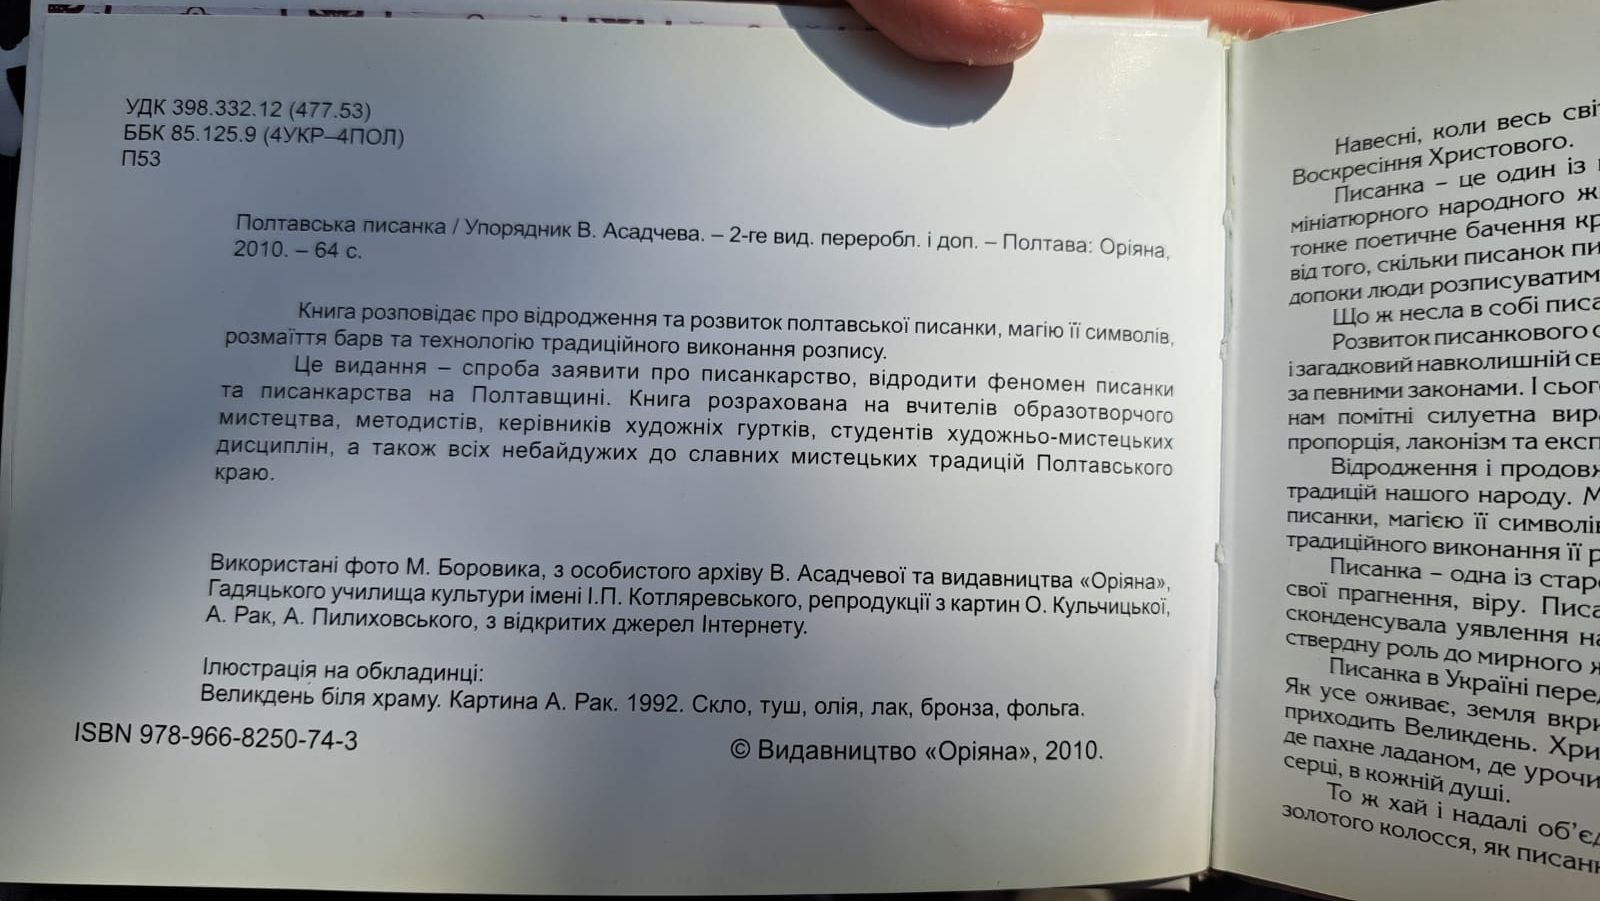 УДК 398.332.12 (477.53)
ББК 85.125.9 (4УКР–4ПОЛ)
П53
Полтавська писанка / Упорядник В. Асадчева. – 2-ге вид. переробл. і доп. – Полтава: Оріяна,
2010. – 64 с.
Книга розповідає про відродження та розвиток полтавської писанки, магію її символів,
розмаїття барв та технологію традиційного виконання розпису.
Це видання – спроба заявити про писанкарство, відродити феномен писанки
та писанкарства на Полтавщині. Книга розрахована на вчителів образотворчого
мистецтва, методистів, керівників художніх гуртків, студентів художньо-мистецьких
дисциплін, а також всіх небайдужих до славних мистецьких традицій Полтавського
краю.
Використані фото М. Боровика, з особистого архіву В. Асадчевої та видавництва «Оріяна»,
Гадяцького училища культури імені І.П. Котляревського, репродукції з картин О. Кульчицької,
А. Рак, А. Пилиховського, з відкритих джерел Інтернету.
Ілюстрація на обкладинці:
Великдень біля храму. Картина А. Рак. 1992. Скло, туш, олія, лак, бронза, фольга.
ISBN 978-966-8250-74-3
© Видавництво «Оріяна», 2010.
Навесні, коли весь сві
Воскресіння Христового.
Писанка – це один із
мініатюрного народного
тонке поетичне бачення
від того, скільки писанок
допоки люди розписуватим
Що ж несла в собі
Розвиток писанкового
і загадковий навколишній
за певними законами. І
нам помітні силуетна
пропорція, лаконізм та
Відродження і
традицій нашого народу.
писанки, магією її
традиційного виконання її
Писанка – одна із
свої прагнення, віру.
сконденсувала уявлення
ствердну роль до мирного
Писанка в Україні
Як усе оживає, земля
приходить Великдень.
де пахне ладаном, де
серці, в кожній душі.
То ж хай і надалі
золотого колосся, як